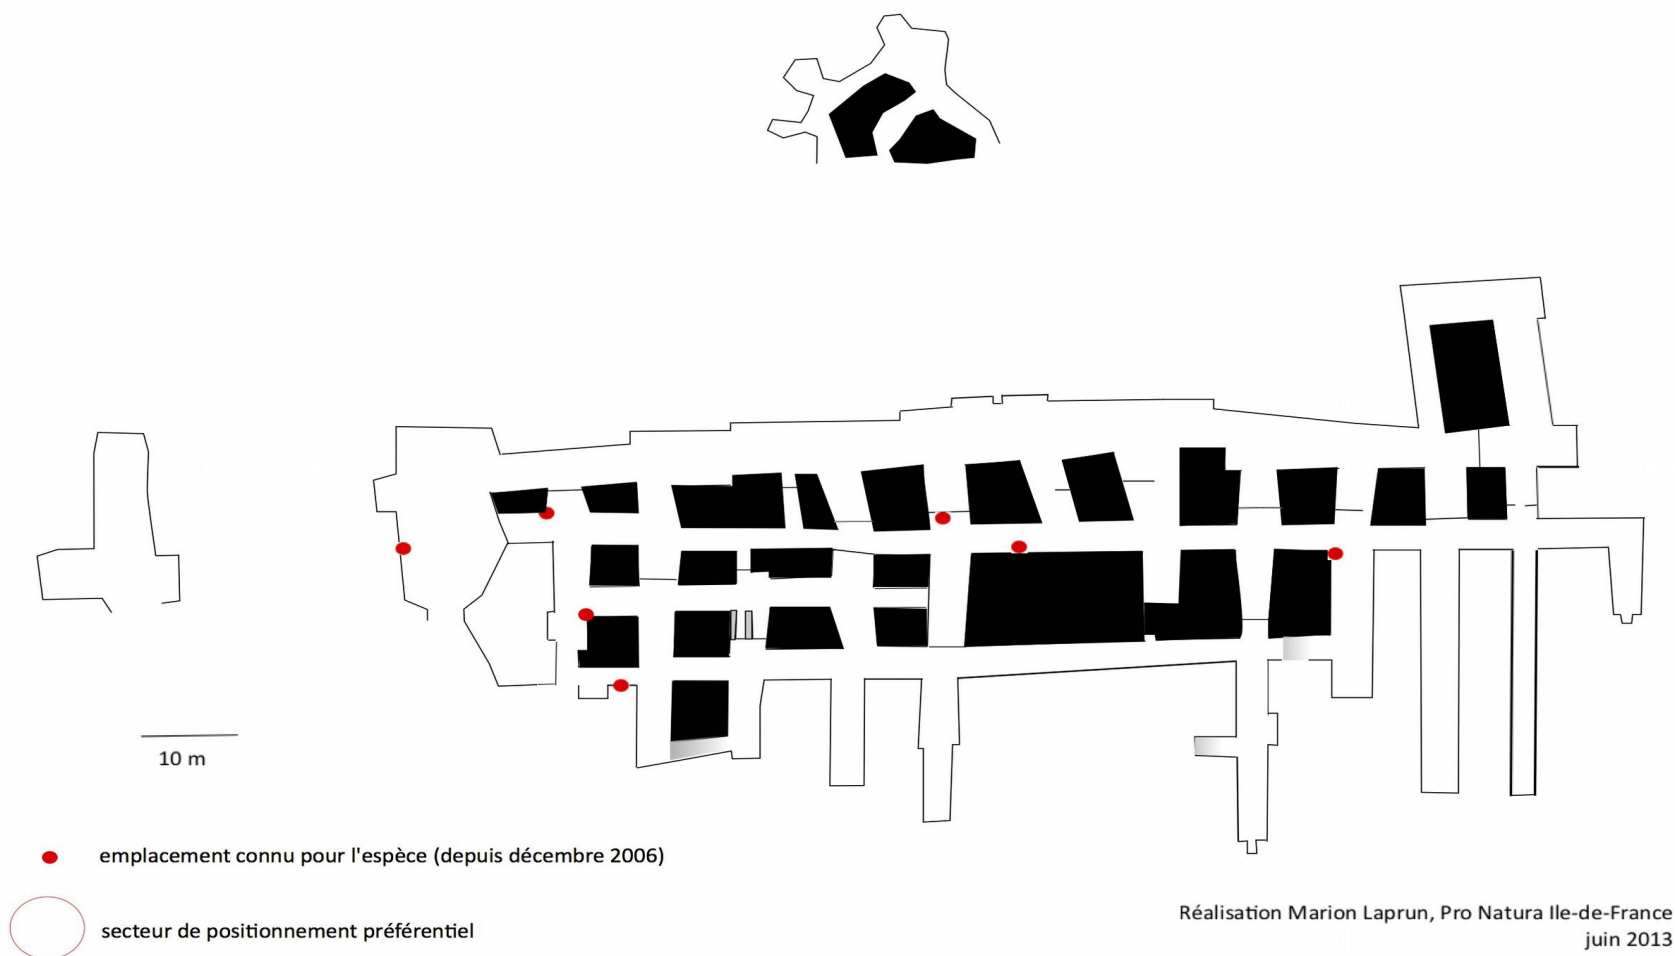 10 m
emplacement connu pour l'espèce (depuis décembre 2006)
secteur de positionnement préférentiel
Réalisation Marion Laprun, Pro Natura Ile-de-France
juin 2013